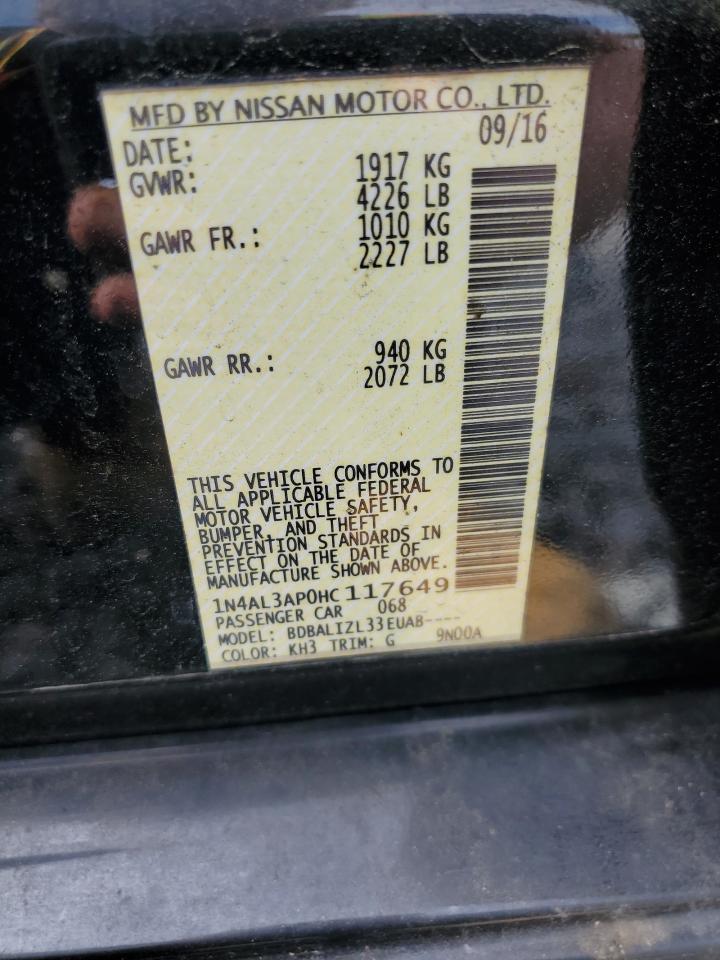 MFD BY NISSAN MOTOR CO., LTD.
DATE: 09/16
GVWR: 1917 KG
4226 LB
GAWR FR.: 1010 KG
2227 LB
GAWR RR.: 940 KG
2072 LB
THIS VEHICLE CONFORMS TO
ALL APPLICABLE FEDERAL
MOTOR VEHICLE SAFETY,
BUMPER, AND THEFT
PREVENTION STANDARDS IN
EFFECT ON THE DATE OF
MANUFACTURE SHOWN ABOVE.
1N4AL3AP0HC117649
PASSENGER CAR 068
MODEL: BDBALIZL33EUA8----
COLOR: KH3 TRIM: G 9N00A